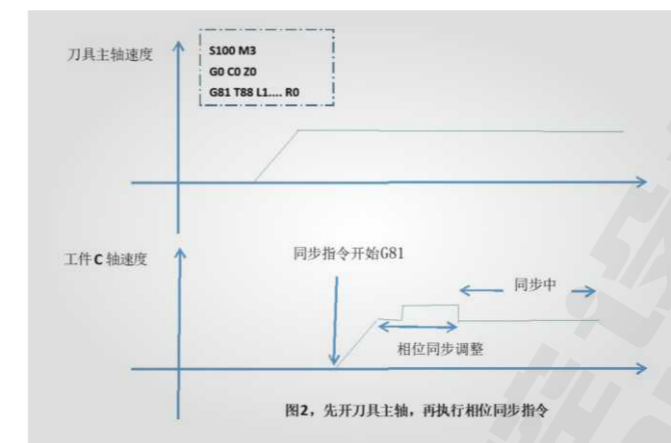 刀具主轴速度
S100 M3
G0 C0 Z0
G81 T88 L1.... R0
工件C 轴速度
同步指令开始G81
同步中
相位同步调整
图2，先开刀具主轴，再执行相位同步指令